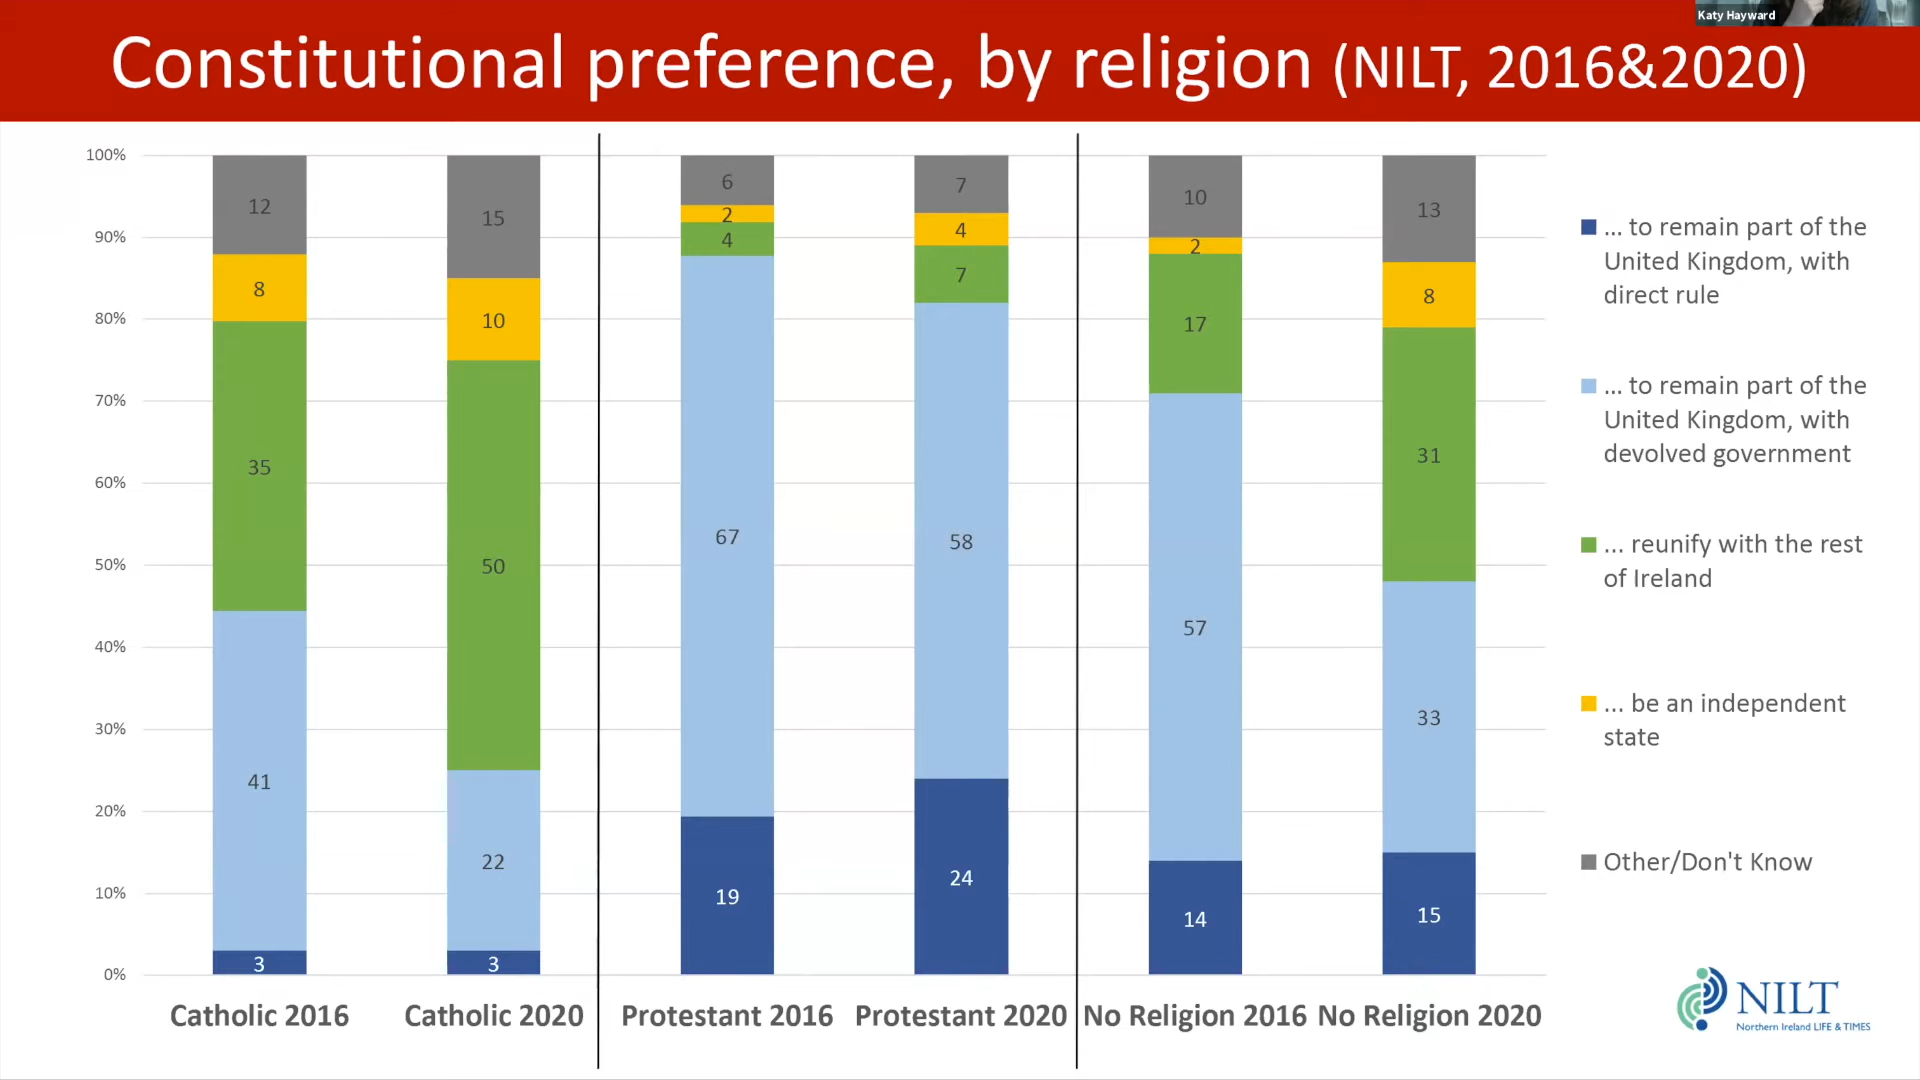 Katy Hayward
Constitutional preference, by religion (NILT, 2016&2020)
100%
90%
80%
70%
60%
50%
40%
30%
20%
10%
0%
12
8
35
41
3
15
10
50
22
3
6
2
4
67
19
7
4
7
58
24
10
2
17
57
14
13
8
31
33
15
Catholic 2016
Catholic 2020
Protestant 2016
Protestant 2020
No Religion 2016
No Religion 2020
... to remain part of the
United Kingdom, with
direct rule
... to remain part of the
United Kingdom, with
devolved government
... reunify with the rest
of Ireland
... be an independent
state
Other/Don't Know
NILT
Northern Ireland LIFE & TIMES